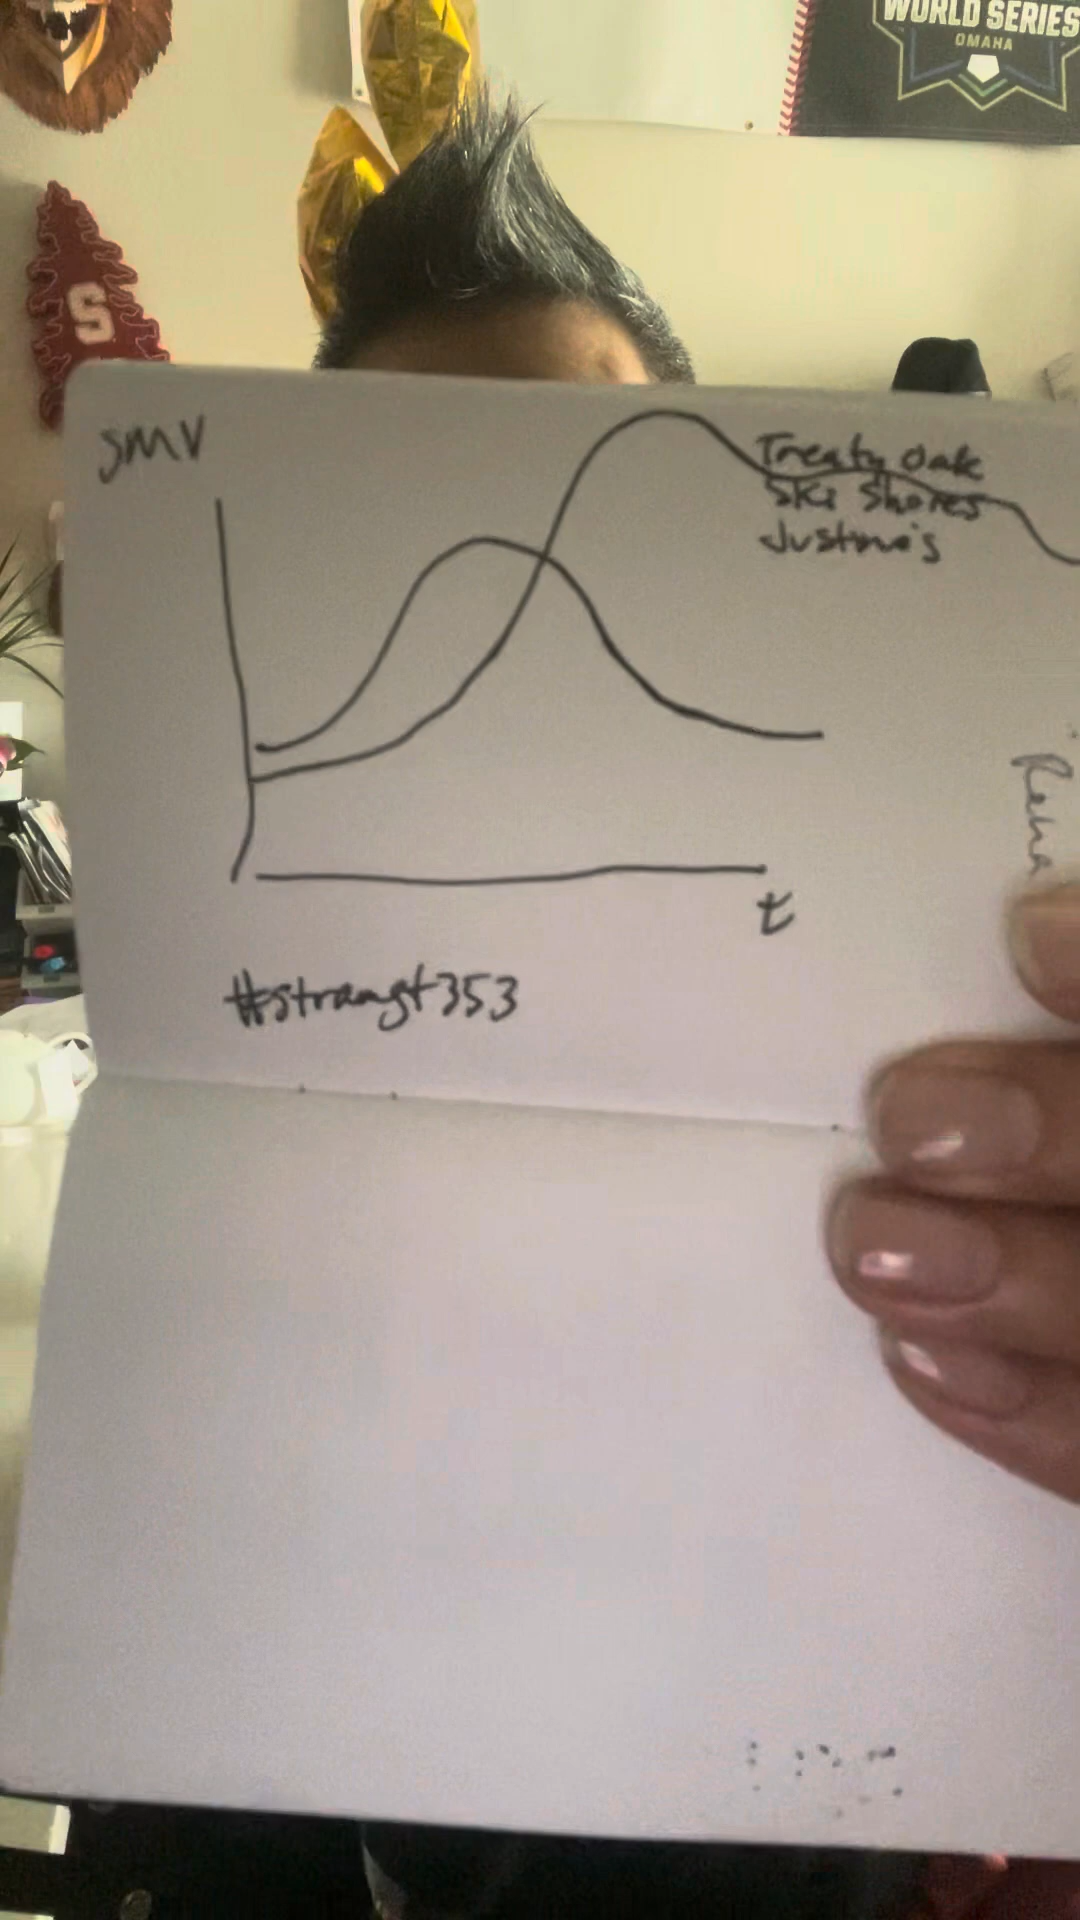 WORLD SERIES
OMAHA
S
SMV
Treaty Oak
Ski Shores
Justine's
t
#strangt353